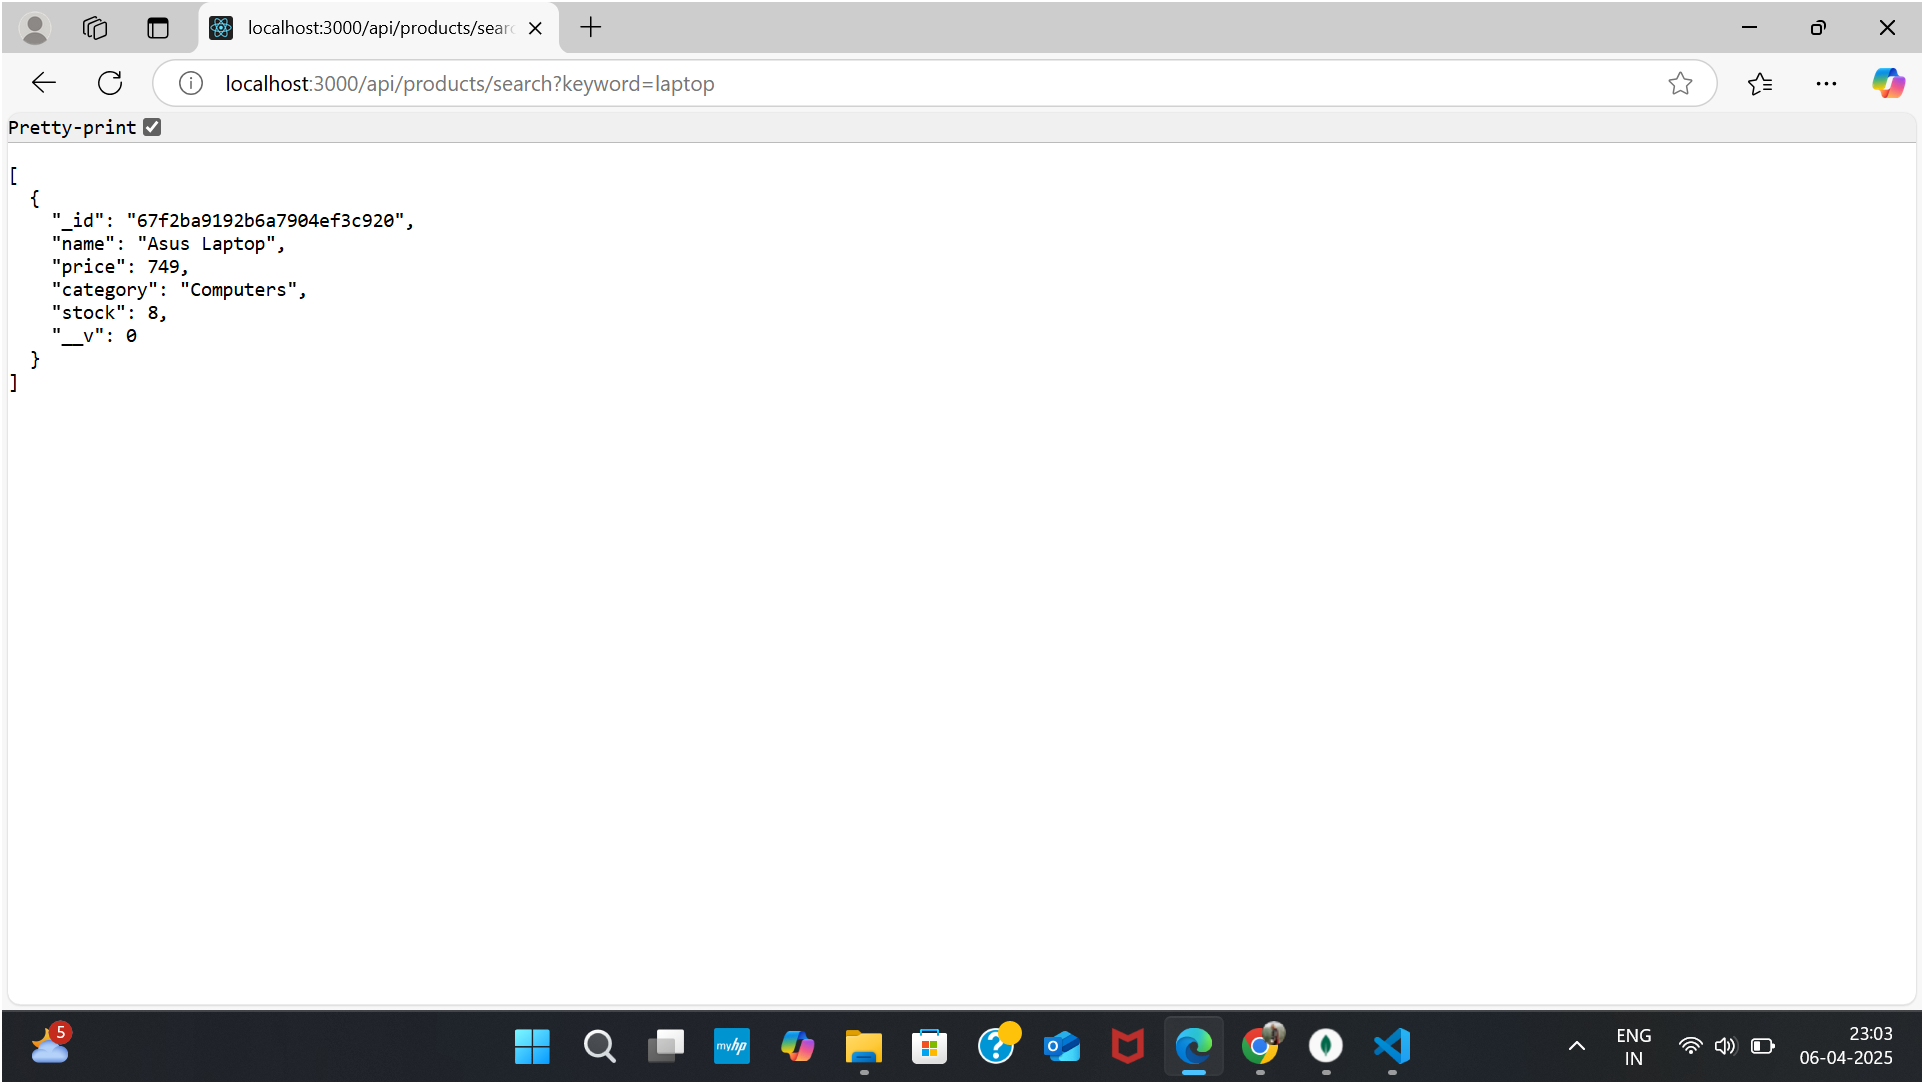 localhost:3000/api/products/sear
localhost:3000/api/products/search?keyword=laptop
Pretty-print
[
  {
    "_id": "67f2ba9192b6a7904ef3c920",
    "name": "Asus Laptop",
    "price": 749,
    "category": "Computers",
    "stock": 8,
    "__v": 0
  }
]
5
myhp
ENG
IN
23:03
06-04-2025